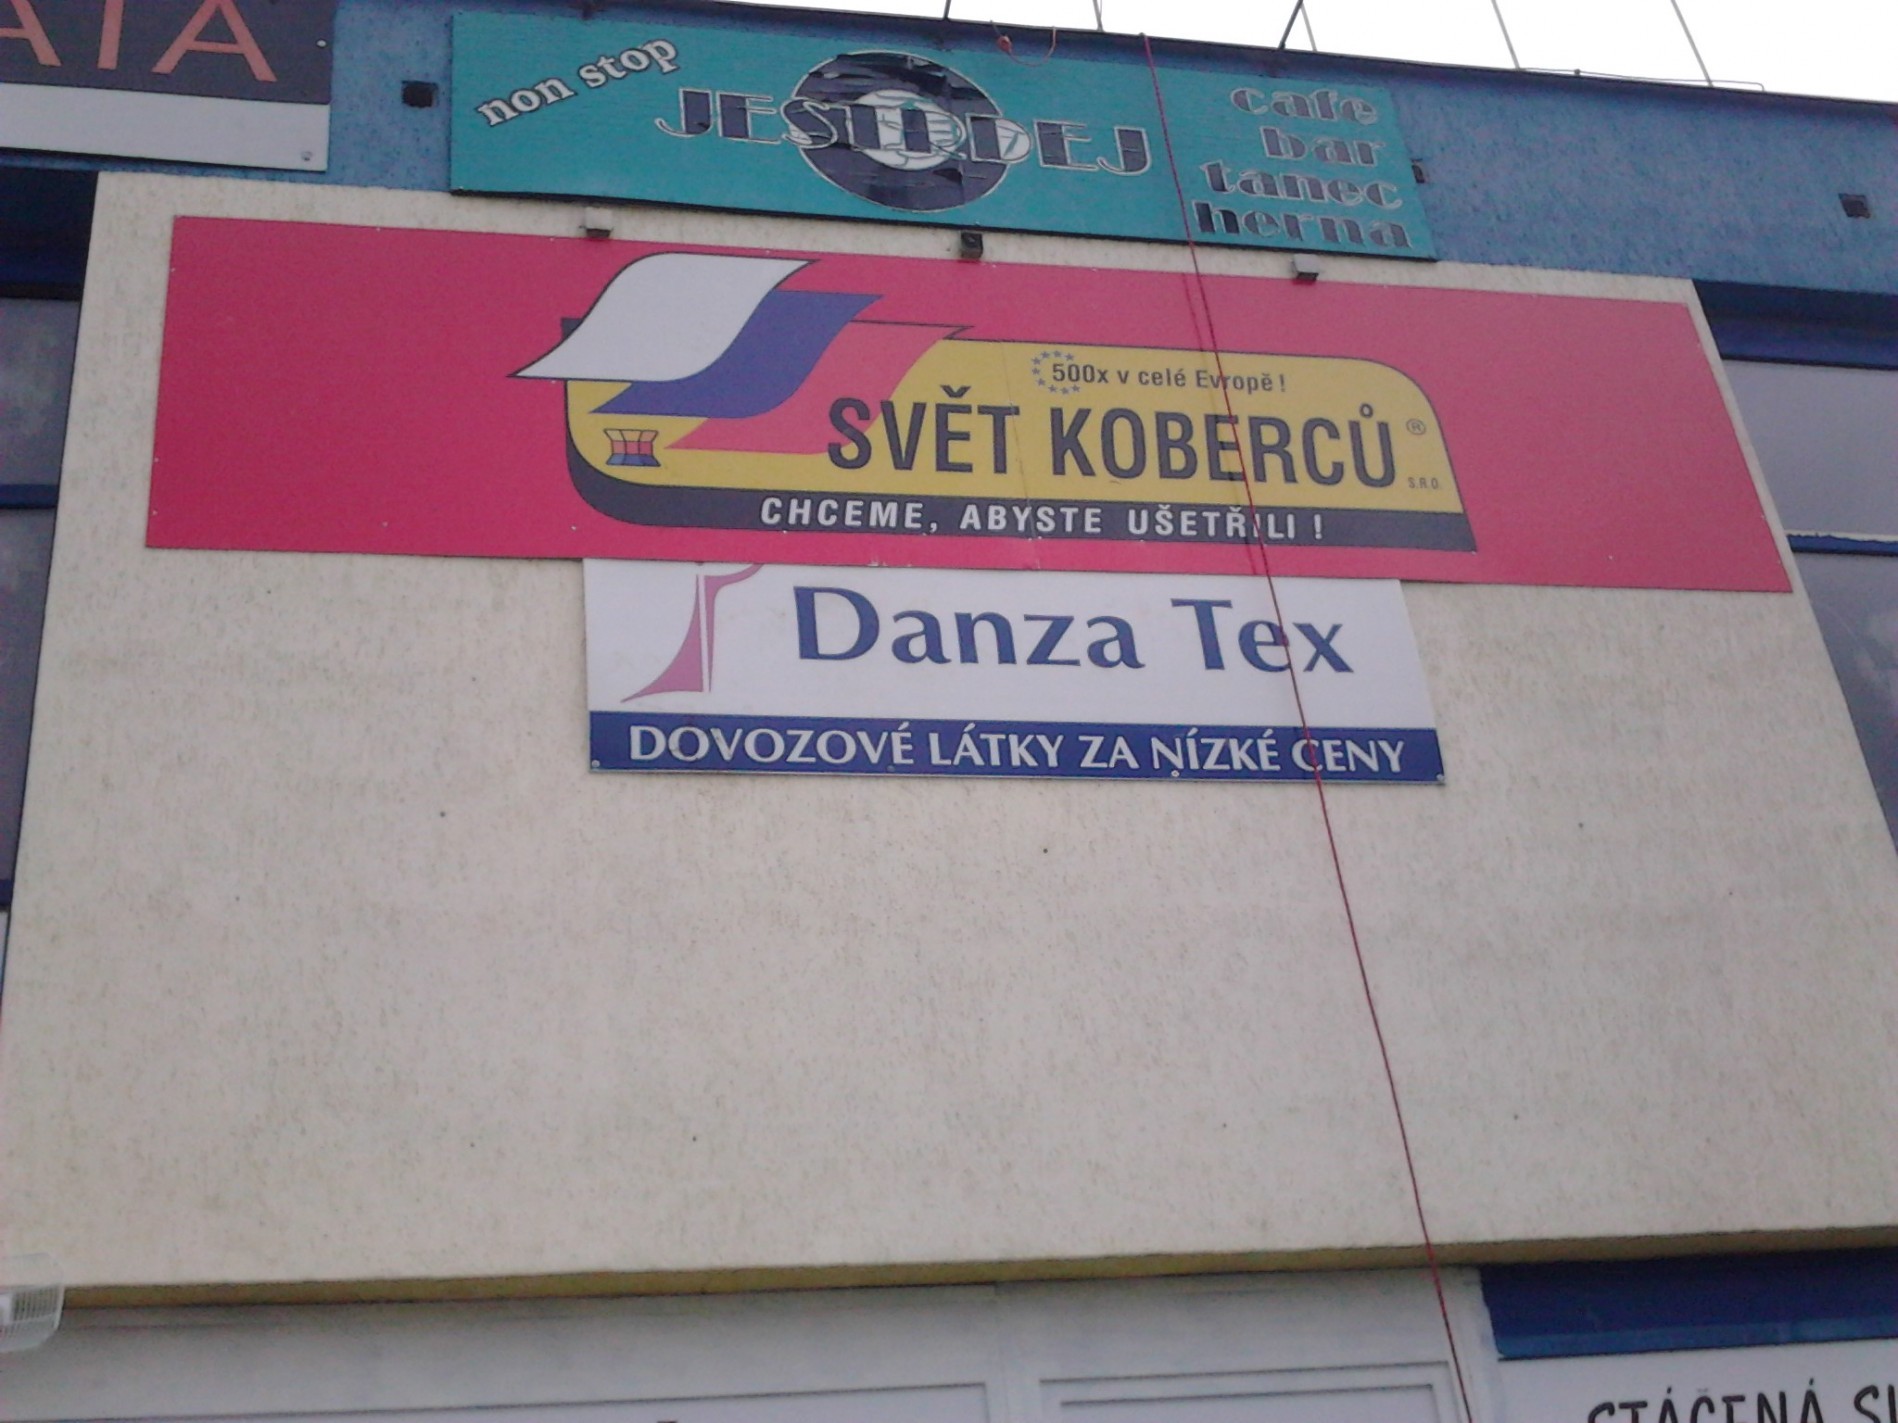 non stop
cafe
bar
tanec
herna
500x v celé Evropě !
SVĚT KOBERCŮ ®
S.R.O.
CHCEME, ABYSTE UŠETŘILI !
Danza Tex
DOVOZOVÉ LÁTKY ZA NÍZKÉ CENY
STÁČENÁ